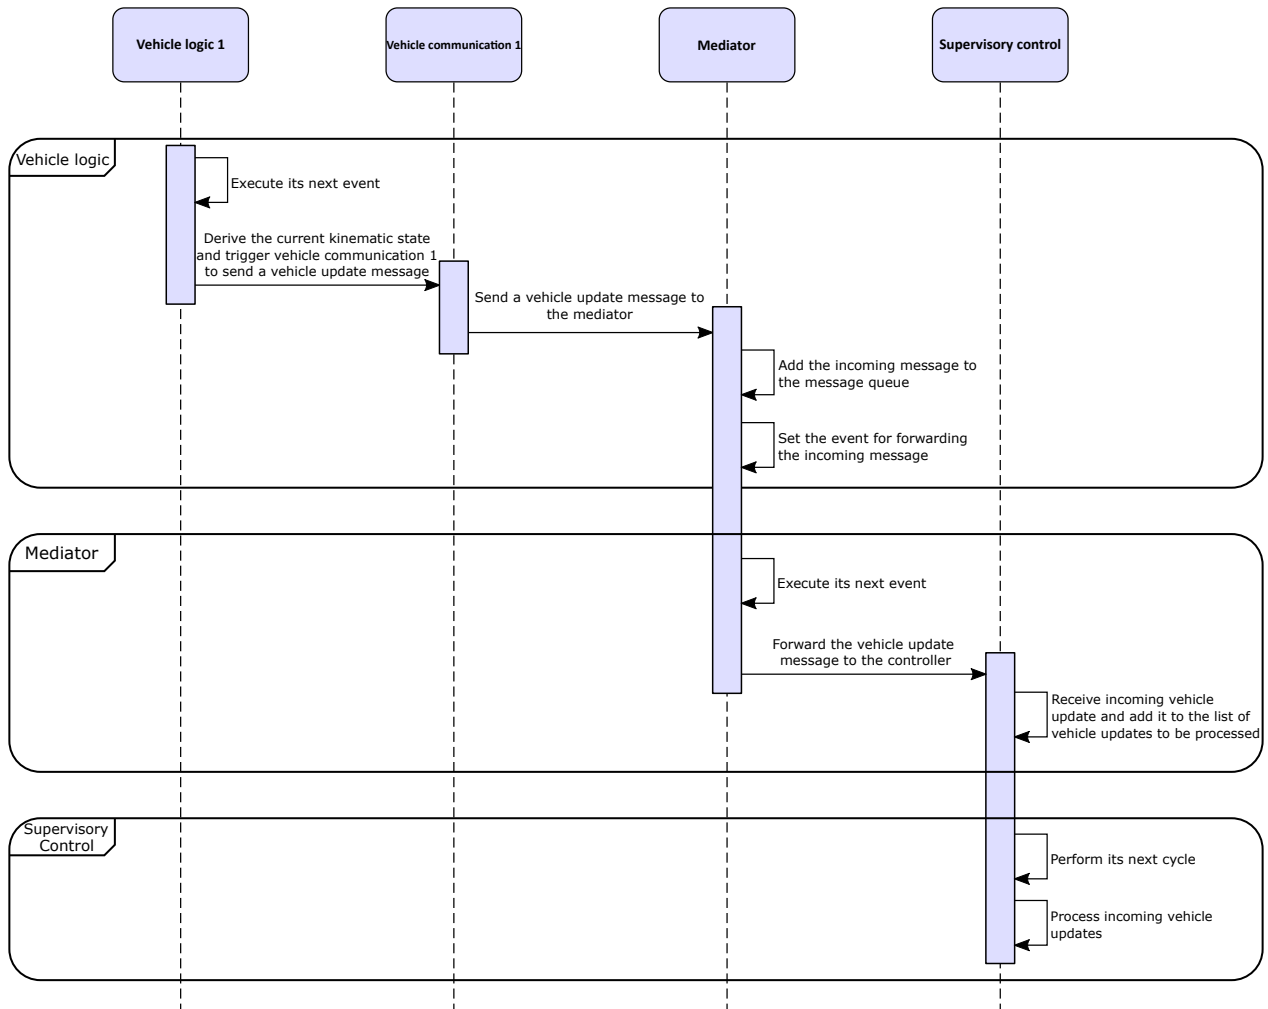 Vehicle logic 1
Vehicle communication 1
Mediator
Supervisory control
Vehicle logic
Execute its next event
Derive the current kinematic state
and trigger vehicle communication 1
to send a vehicle update message
Send a vehicle update message to
the mediator
Add the incoming message to
the message queue
Set the event for forwarding
the incoming message
Mediator
Execute its next event
Forward the vehicle update
message to the controller
Receive incoming vehicle
update and add it to the list of
vehicle updates to be processed
Supervisory
Control
Perform its next cycle
Process incoming vehicle
updates